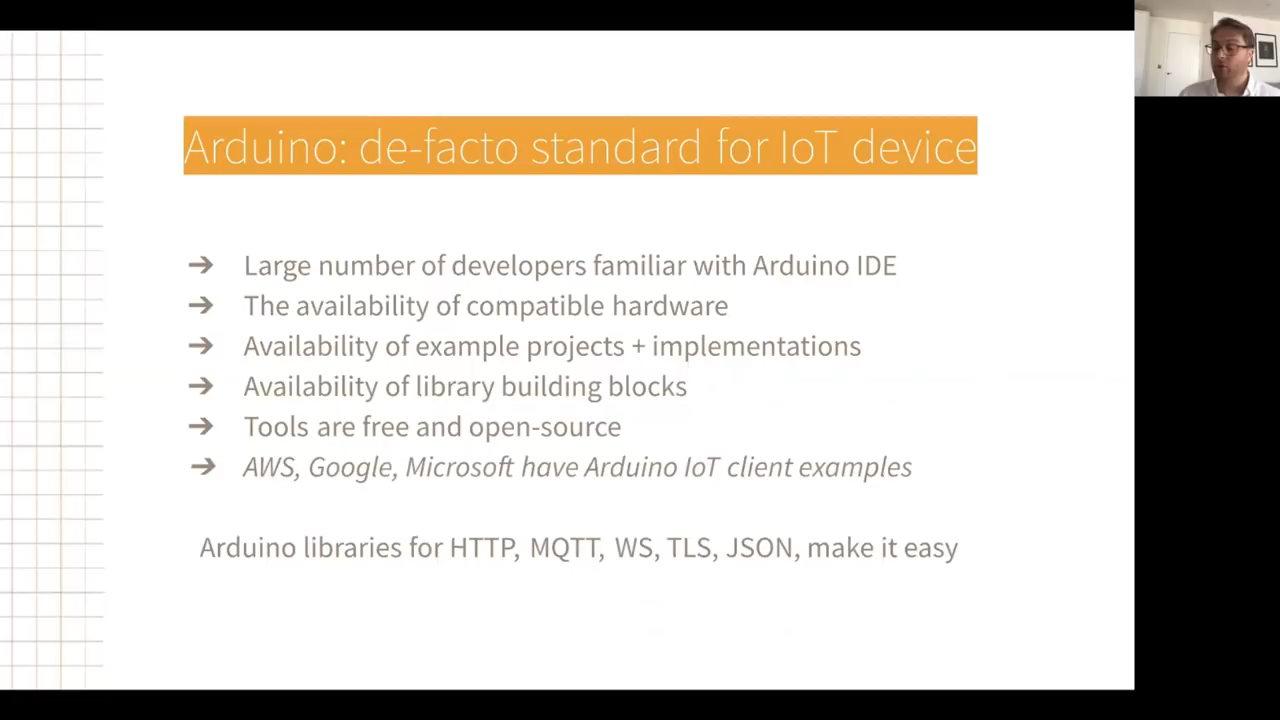 Arduino: de-facto standard for IoT device
➔ Large number of developers familiar with Arduino IDE
➔ The availability of compatible hardware
➔ Availability of example projects + implementations
➔ Availability of library building blocks
➔ Tools are free and open-source
➔ AWS, Google, Microsoft have Arduino IoT client examples
Arduino libraries for HTTP, MQTT, WS, TLS, JSON, make it easy